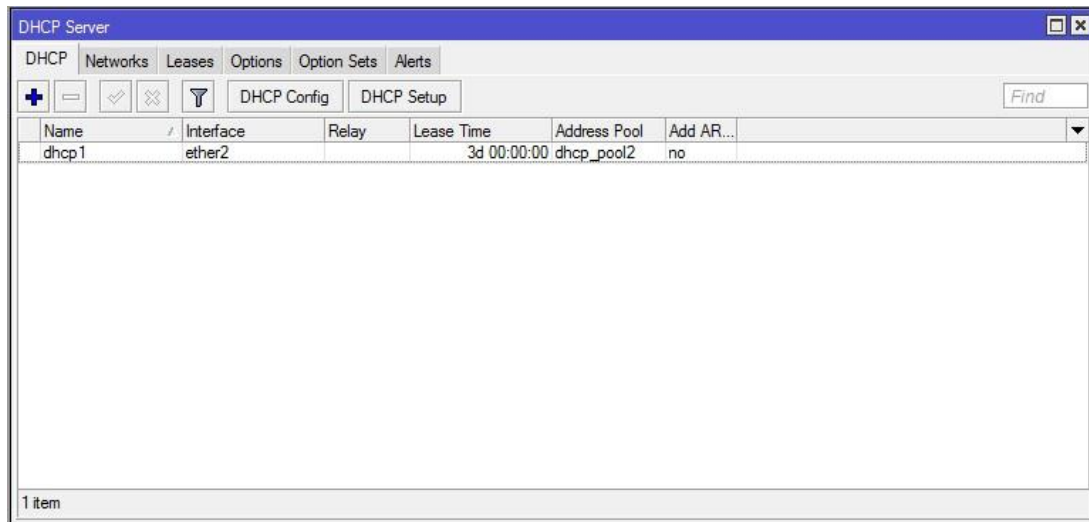 DHCP Server
DHCP Networks Leases Options Option Sets Alerts
DHCP Config DHCP Setup Find
Name Interface Relay Lease Time Address Pool Add AR...
dhcp1 ether2 3d 00:00:00 dhcp_pool2 no
1 item